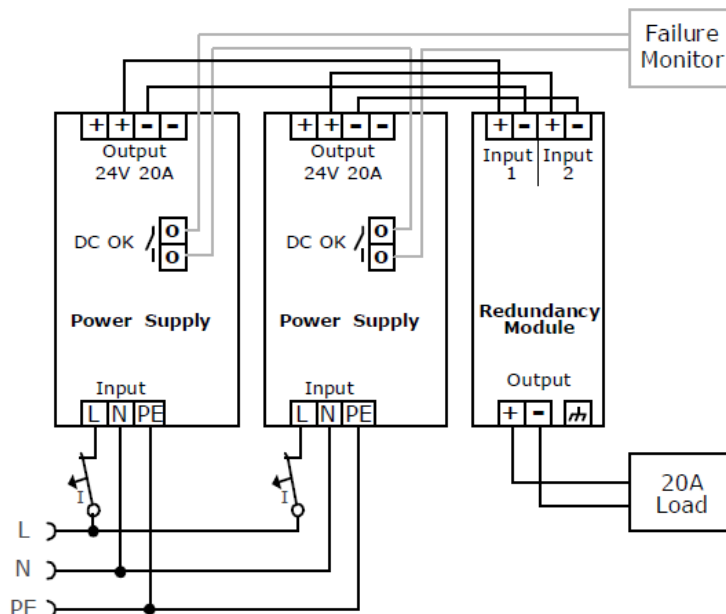 Failure
Monitor
+ + - -
Output
24V 20A
DC OK
O
O
Power Supply
Input
L N PE
I
+ + - -
Output
24V 20A
DC OK
O
O
Power Supply
Input
L N PE
I
+ - + -
Input
1
Input
2
Redundancy
Module
Output
+ -
20A
Load
L
N
PE